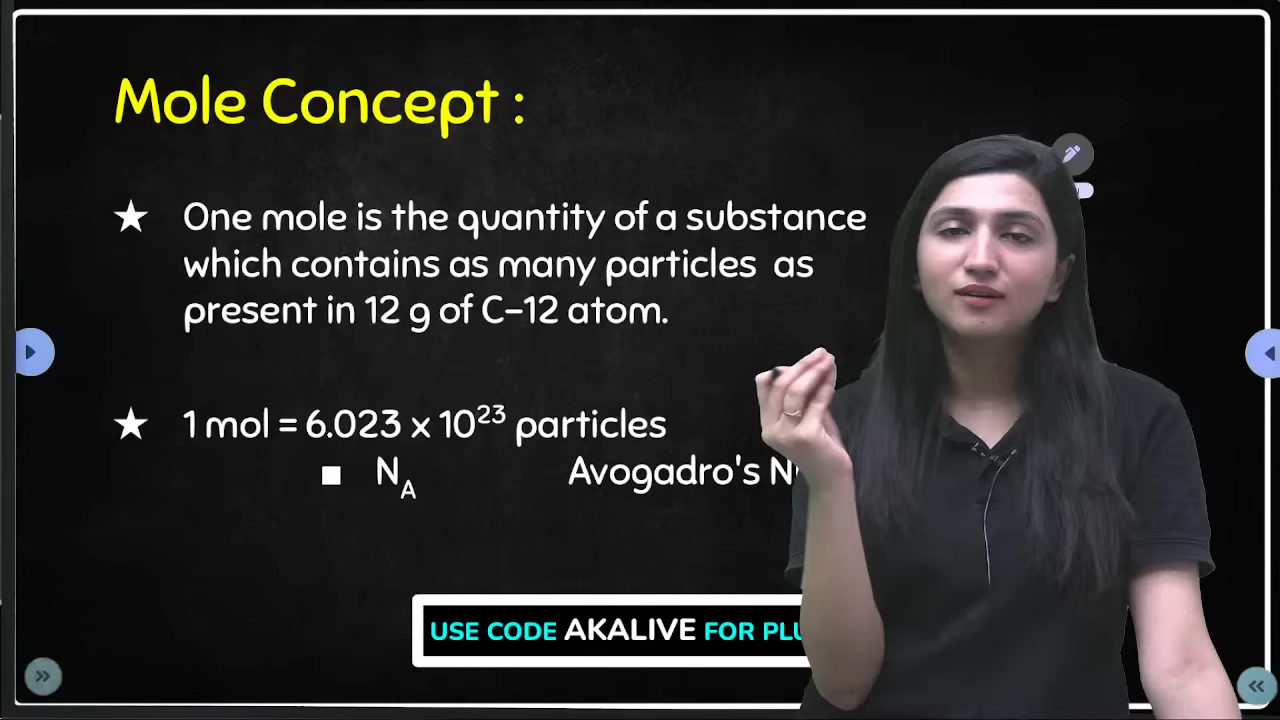 Mole Concept :
★ One mole is the quantity of a substance
which contains as many particles as
present in 12 g of C-12 atom.
★ 1 mol = 6.023 x 10²³ particles
■ N_A Avogadro's
USE CODE AKALIVE FOR